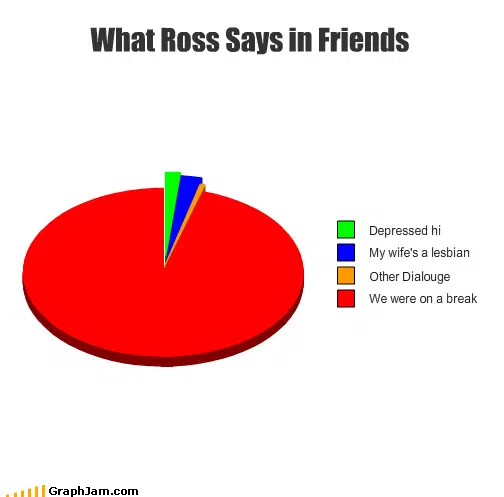 What Ross Says in Friends
Depressed hi
My wife's a lesbian
Other Dialouge
We were on a break
GraphJam.com